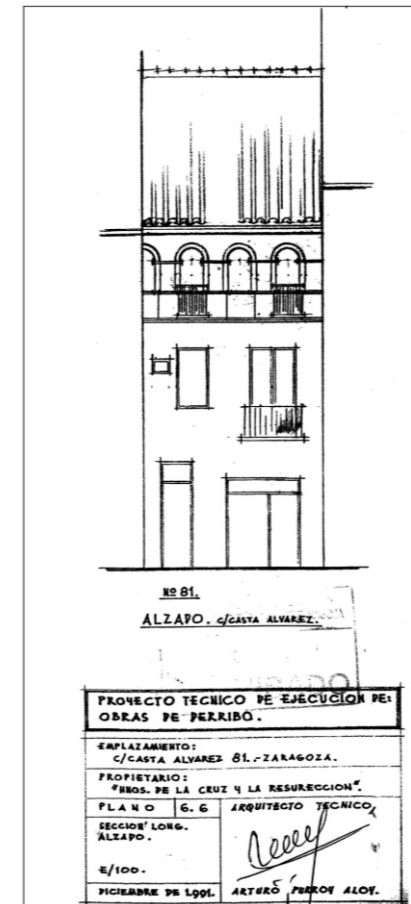 Nº 81.
ALZADO. C/CASTA ALVAREZ.
PROYECTO TECNICO DE EJECUCION DE:
OBRAS DE DERRIBO.
EMPLAZAMIENTO:
C/CASTA ALVAREZ 81.-ZARAGOZA.
PROPIETARIO:
"HNOS. DE LA CRUZ Y LA RESURECCION".
PLANO 6.6
SECCION LONG.
ALZADO.
E/100.
DICIEMBRE DE 1.991.
ARQUITECTO TECNICO,
ARTURO ALOY.